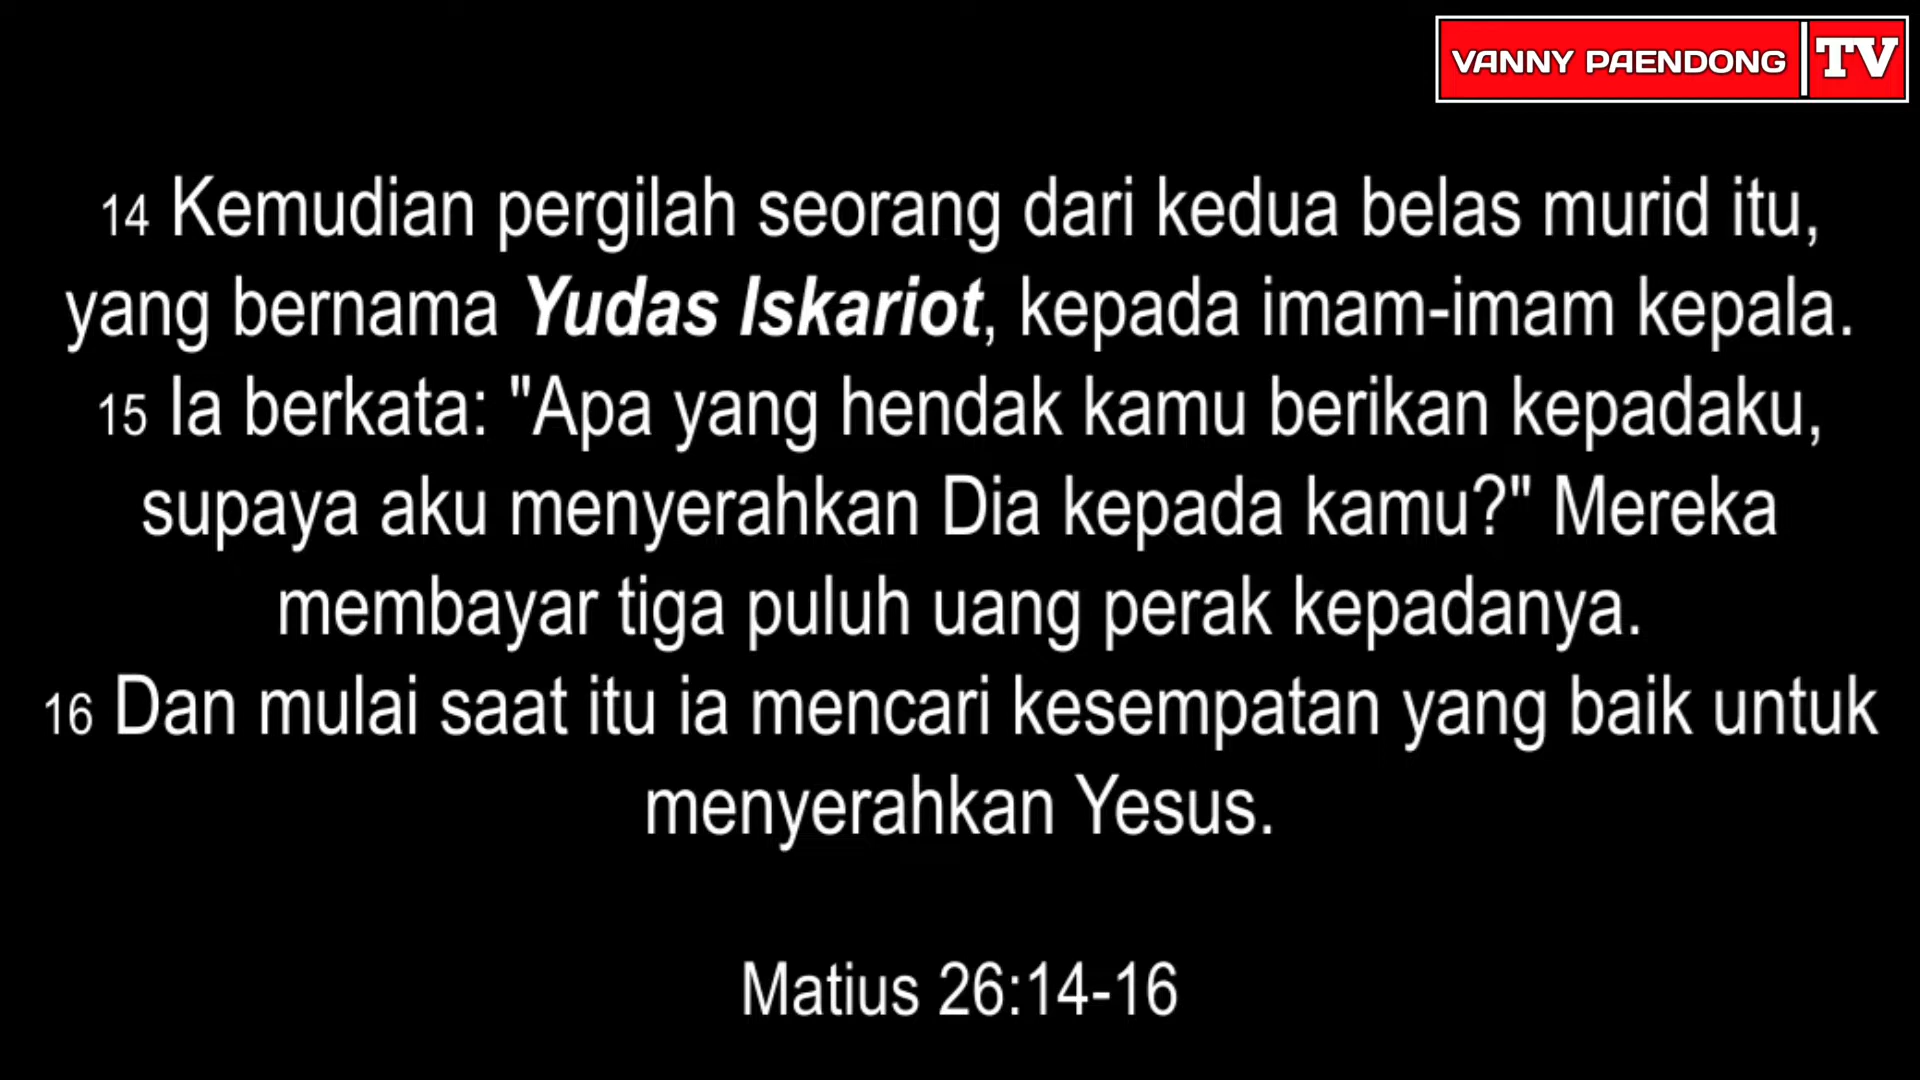 VANNY PAENDONG TV
14 Kemudian pergilah seorang dari kedua belas murid itu,
yang bernama Yudas Iskariot, kepada imam-imam kepala.
15 Ia berkata: "Apa yang hendak kamu berikan kepadaku,
supaya aku menyerahkan Dia kepada kamu?" Mereka
membayar tiga puluh uang perak kepadanya.
16 Dan mulai saat itu ia mencari kesempatan yang baik untuk
menyerahkan Yesus.
Matius 26:14-16